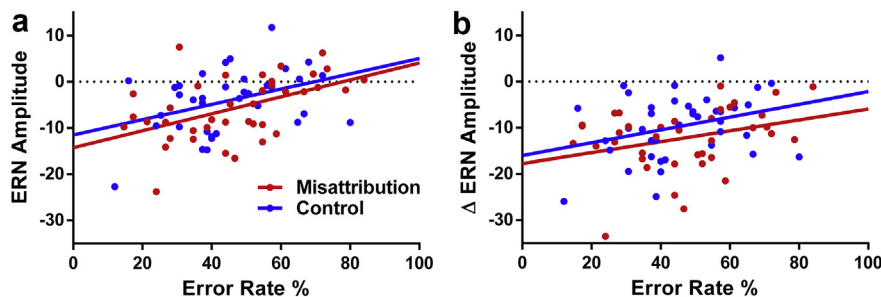 a
ERN Amplitude
10
0
-10
-20
-30
Misattribution
Control
0 20 40 60 80 100
Error Rate %
b
Δ ERN Amplitude
10
0
-10
-20
-30
0 20 40 60 80 100
Error Rate %